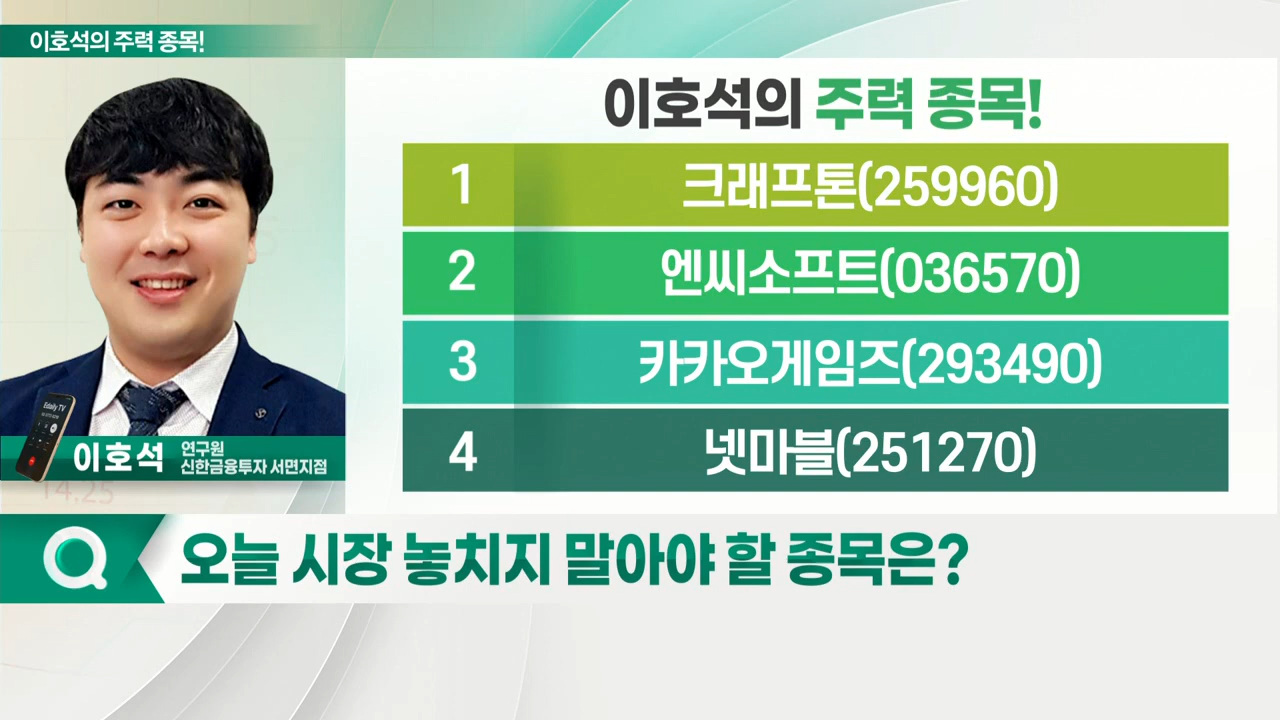 이호석의 주력 종목!
이호석의 주력 종목!
1 크래프톤(259960)
2 엔씨소프트(036570)
3 카카오게임즈(293490)
4 넷마블(251270)
Edaily TV
이호석 연구원
신한금융투자 서면지점
14.25
오늘 시장 놓치지 말아야 할 종목은?